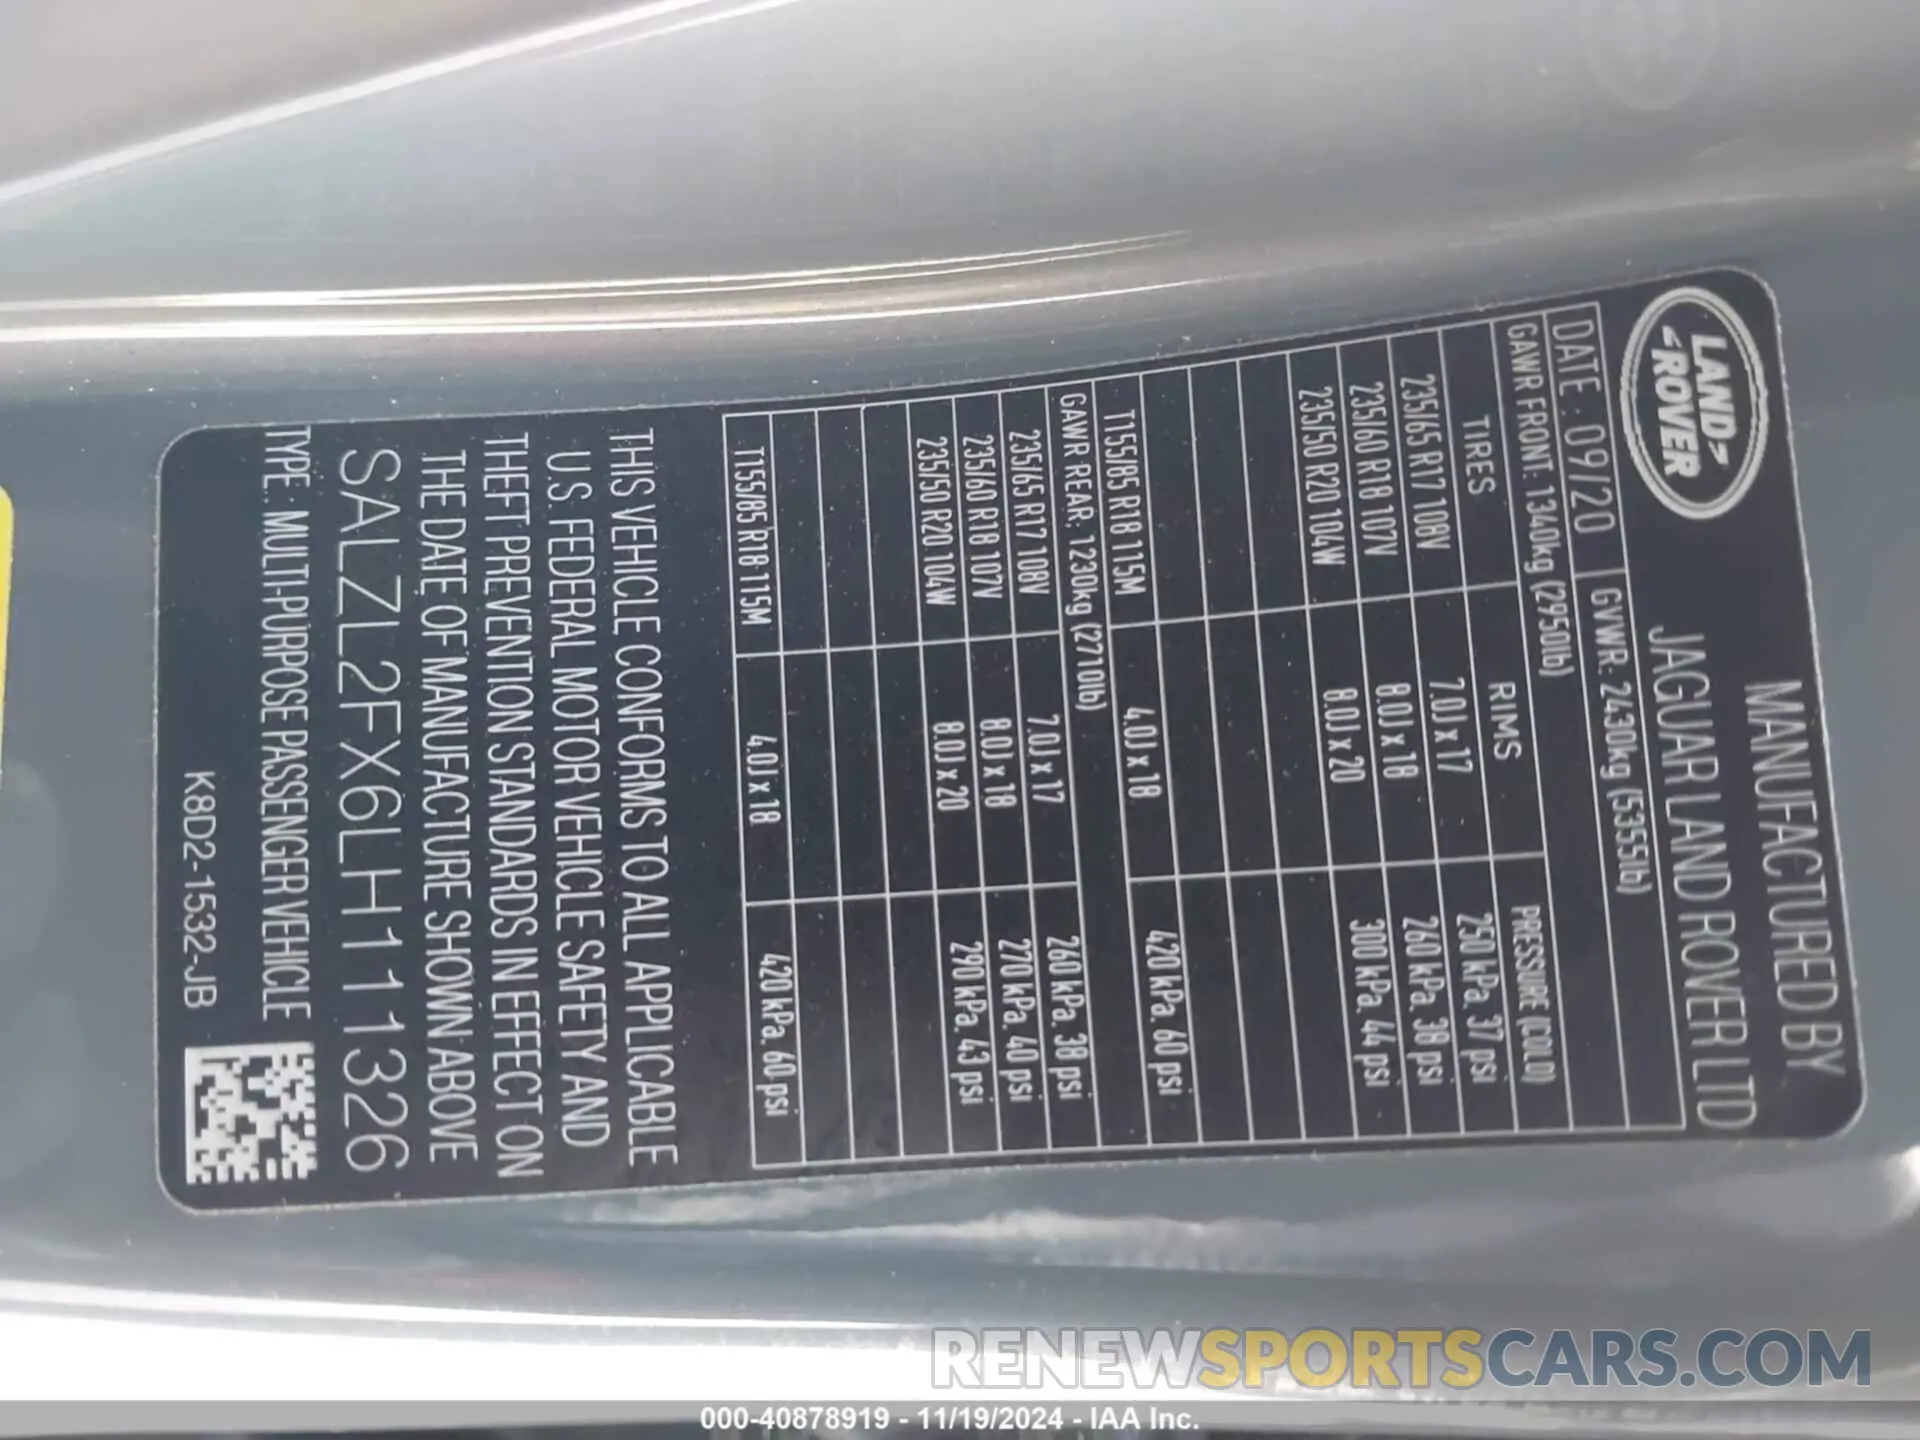 LAND
ROVER
MANUFACTURED BY
JAGUAR LAND ROVER LTD
DATE : 09/20 GVWR: 2430kg (5355lb)
GAWR FRONT: 1340kg (2950lb)
TIRES RIMS PRESSURE (COLD)
235/65 R17 108V 7.0J x 17 250 kPa, 37 psi
235/60 R18 107V 8.0J x 18 260 kPa, 38 psi
235/50 R20 104W 8.0J x 20 300 kPa, 44 psi
T155/85 R18 115M 4.0J x 18 420 kPa, 60 psi
GAWR REAR: 1230kg (2710lb)
235/65 R17 108V 7.0J x 17 260 kPa, 38 psi
235/60 R18 107V 8.0J x 18 270 kPa, 40 psi
235/50 R20 104W 8.0J x 20 290 kPa, 43 psi
T155/85 R18 115M 4.0J x 18 420 kPa, 60 psi
THIS VEHICLE CONFORMS TO ALL APPLICABLE
U.S. FEDERAL MOTOR VEHICLE SAFETY AND
THEFT PREVENTION STANDARDS IN EFFECT ON
THE DATE OF MANUFACTURE SHOWN ABOVE
SALZL2FX6LH111326
TYPE: MULTI-PURPOSE PASSENGER VEHICLE
K8D2-1532-JB
RENEWSPORTSCARS.COM
000-40878919 - 11/19/2024 - IAA Inc.